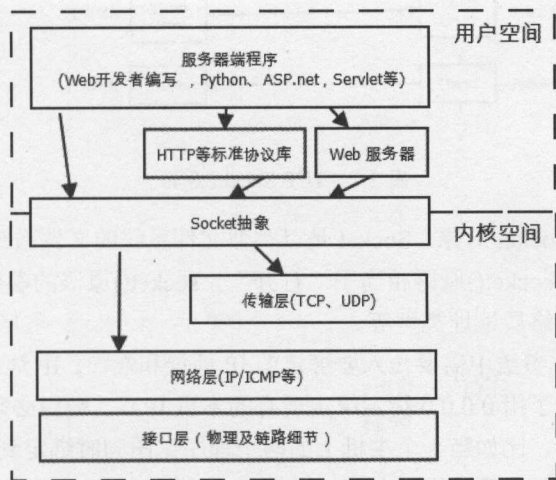 用户空间
服务器端程序
(Web开发者编写 ，Python、ASP.net , Servlet等)
HTTP等标准协议库
Web 服务器
Socket抽象
内核空间
传输层(TCP、UDP)
网络层(IP/ICMP等)
接口层（物理及链路细节）